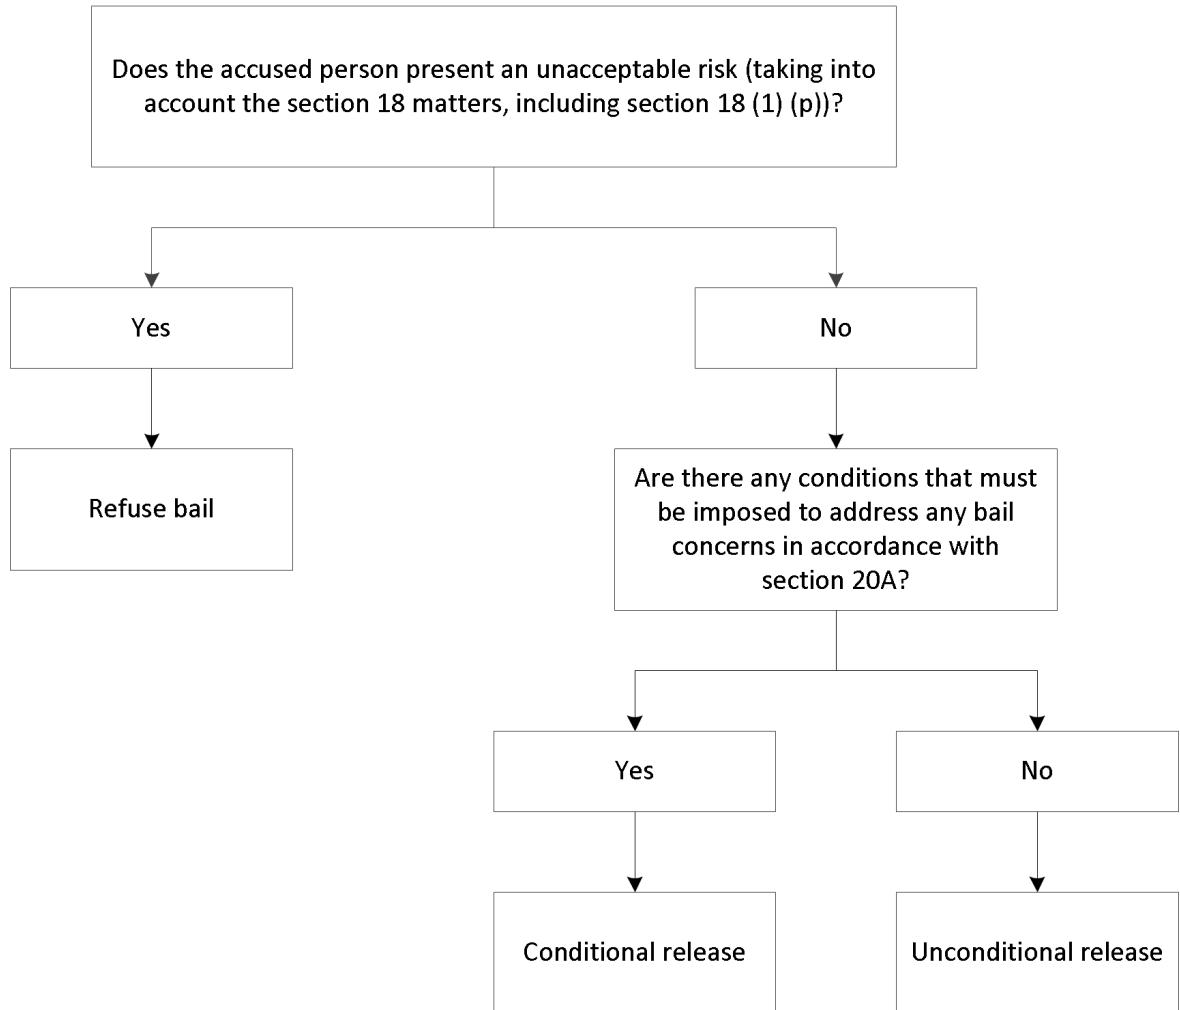 Does the accused person present an unacceptable risk (taking into
account the section 18 matters, including section 18 (1) (p))?
Yes
No
Refuse bail
Are there any conditions that must
be imposed to address any bail
concerns in accordance with
section 20A?
Yes
No
Conditional release
Unconditional release